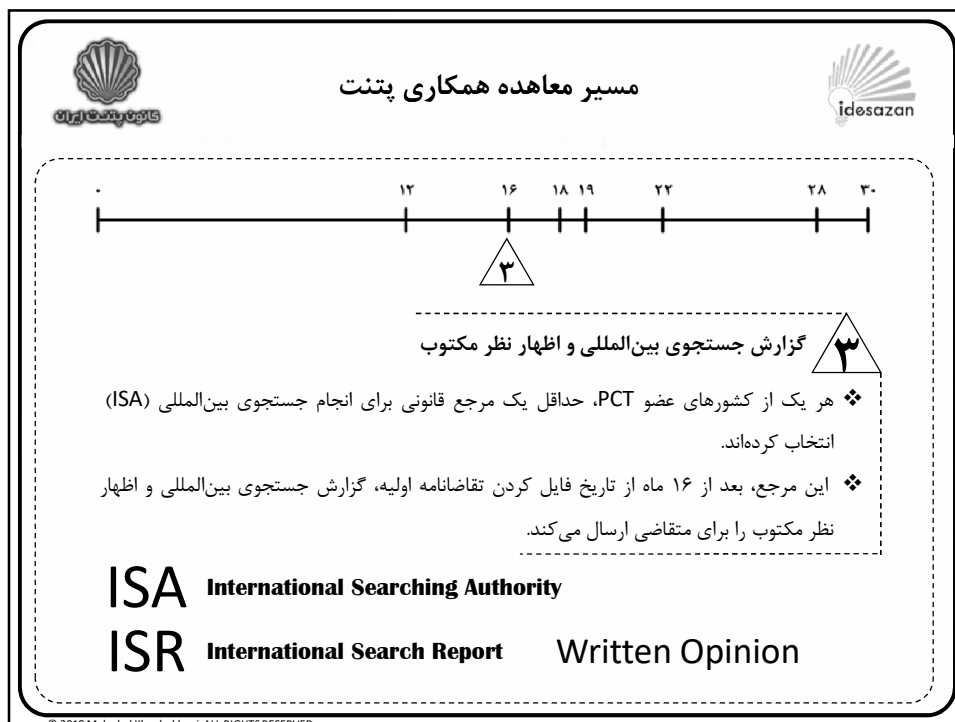 مسیر معاهده همکاری پتنت
کانون پتنت ایران
idesazan
۰ ۱۲ ۱۶ ۱۸ ۱۹ ۲۲ ۲۸ ۳۰
۳
۳ گزارش جستجوی بین‌المللی و اظهار نظر مکتوب
❖ هر یک از کشورهای عضو PCT، حداقل یک مرجع قانونی برای انجام جستجوی بین‌المللی (ISA)
انتخاب کرده‌اند.
❖ این مرجع، بعد از ۱۶ ماه از تاریخ فایل کردن تقاضانامه اولیه، گزارش جستجوی بین‌المللی و اظهار
نظر مکتوب را برای متقاضی ارسال می‌کند.
ISA International Searching Authority
ISR International Search Report Written Opinion